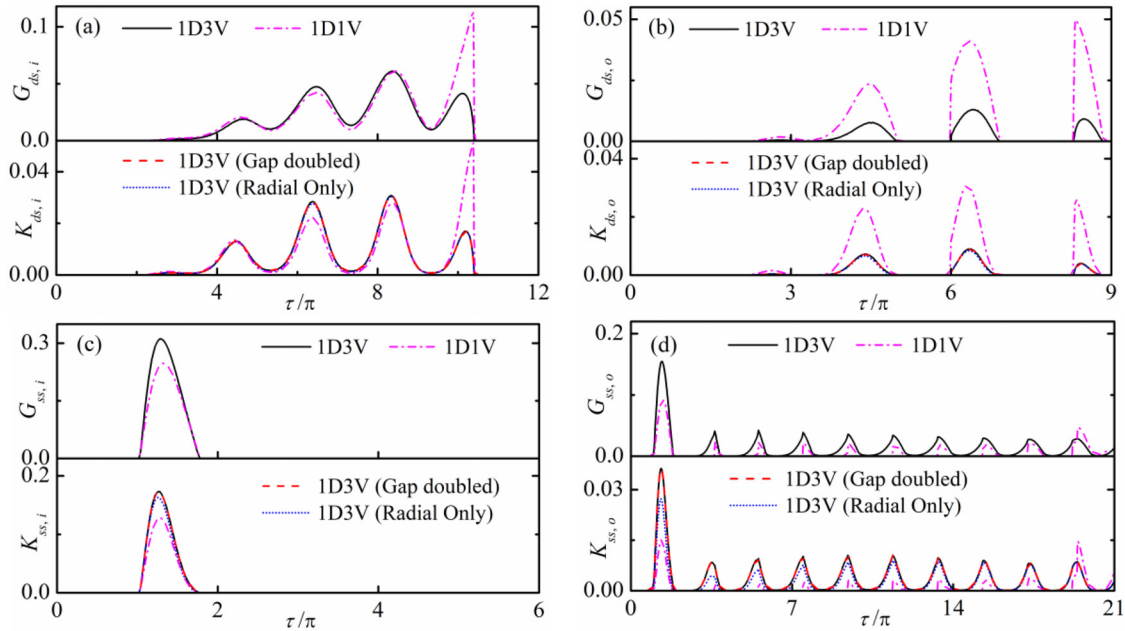 (a) 1D3V 1D1V
0.1
G_{ds, i}
0.0
1D3V (Gap doubled)
0.04
1D3V (Radial Only)
K_{ds, i}
0.00
0 4 8 12
τ/π
(b) 1D3V 1D1V
0.05
G_{ds, o}
0.00
1D3V (Gap doubled)
0.04
1D3V (Radial Only)
K_{ds, o}
0.00
0 3 6 9
τ/π
(c) 1D3V 1D1V
0.3
G_{ss, i}
0.0
0.2
1D3V (Gap doubled)
1D3V (Radial Only)
K_{ss, i}
0.0
0 2 4 6
τ/π
0.2
(d) 1D3V 1D1V
G_{ss, o}
0.0
1D3V (Gap doubled)
0.03
1D3V (Radial Only)
K_{ss, o}
0.00
0 7 14 21
τ/π